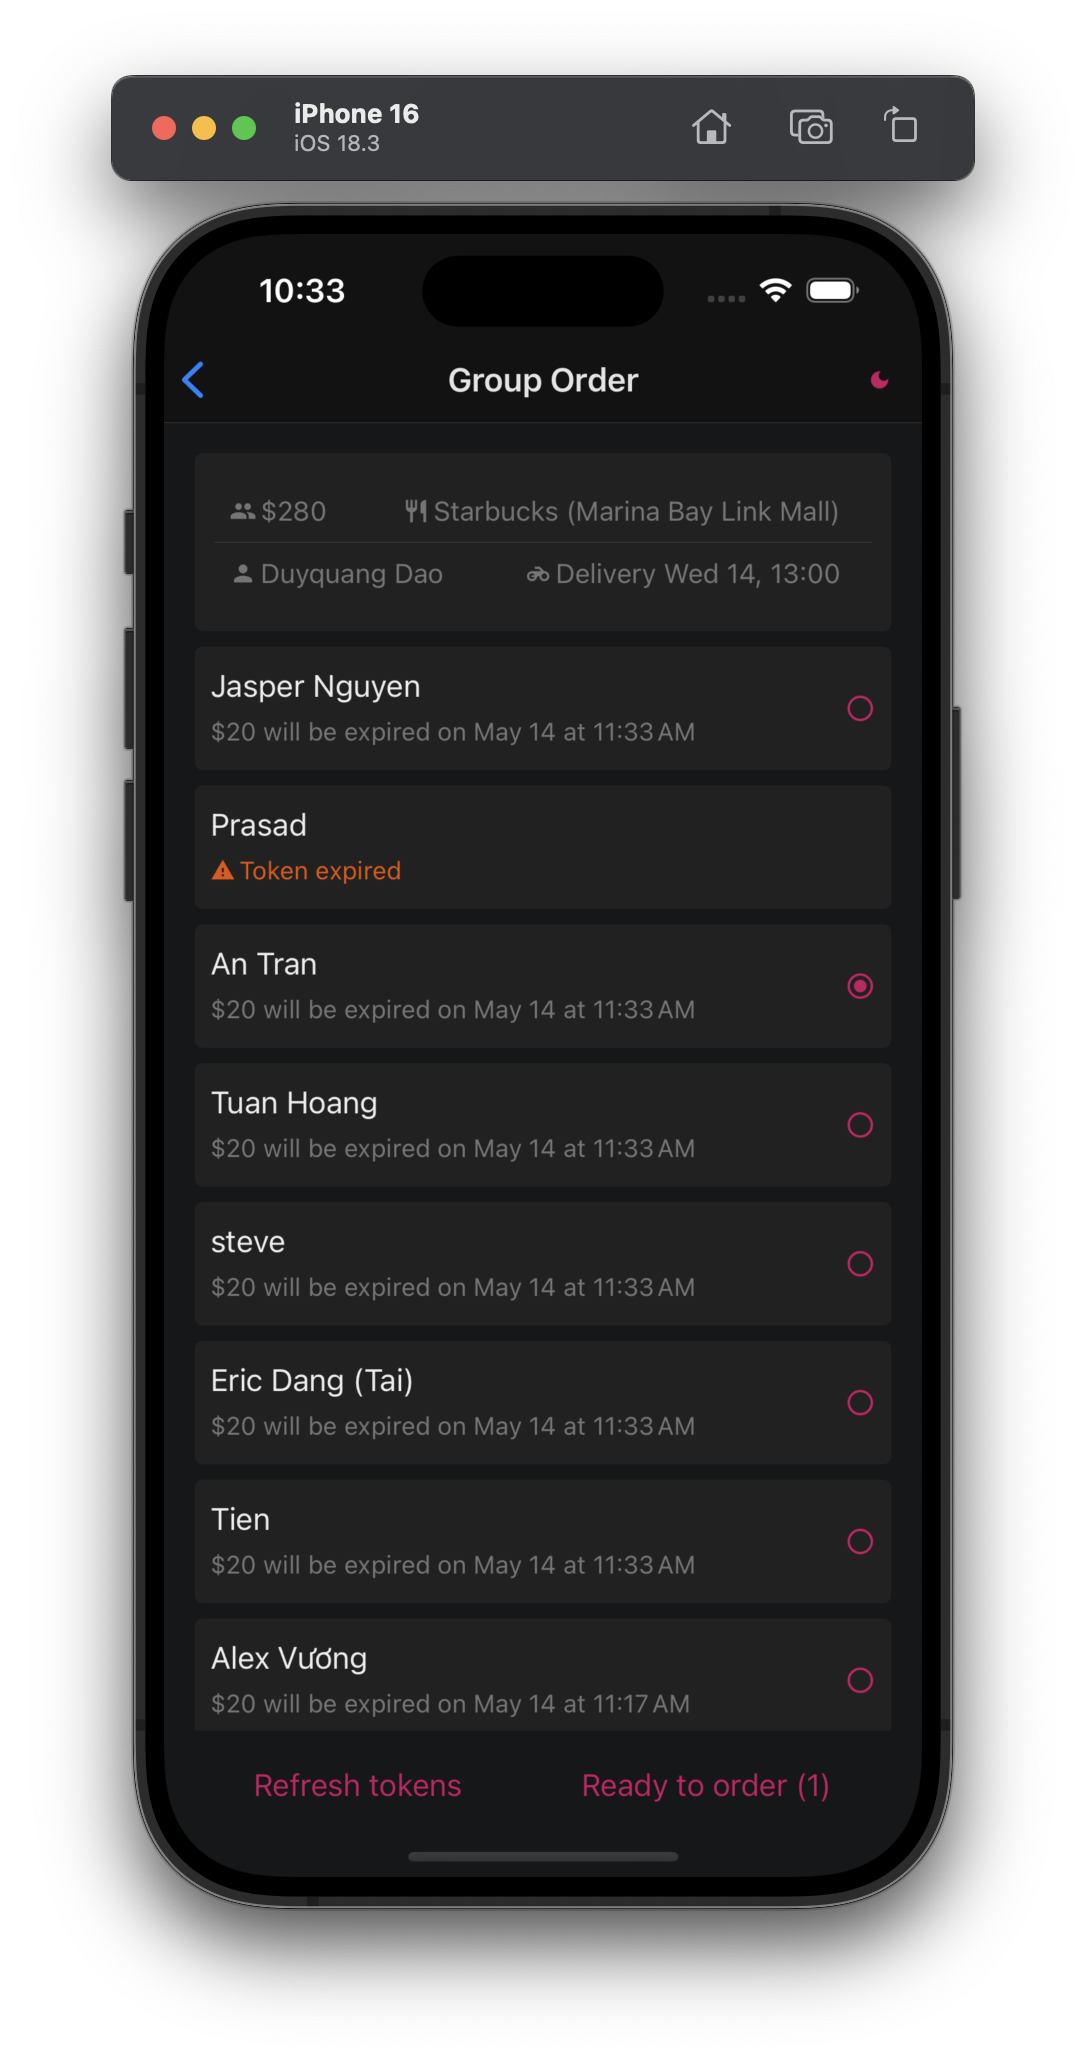 iPhone 16
iOS 18.3
10:33
Group Order
$280 Starbucks (Marina Bay Link Mall)
Duyquang Dao Delivery Wed 14, 13:00
Jasper Nguyen
$20 will be expired on May 14 at 11:33 AM
Prasad
Token expired
An Tran
$20 will be expired on May 14 at 11:33 AM
Tuan Hoang
$20 will be expired on May 14 at 11:33 AM
steve
$20 will be expired on May 14 at 11:33 AM
Eric Dang (Tai)
$20 will be expired on May 14 at 11:33 AM
Tien
$20 will be expired on May 14 at 11:33 AM
Alex Vương
$20 will be expired on May 14 at 11:17 AM
Refresh tokens Ready to order (1)